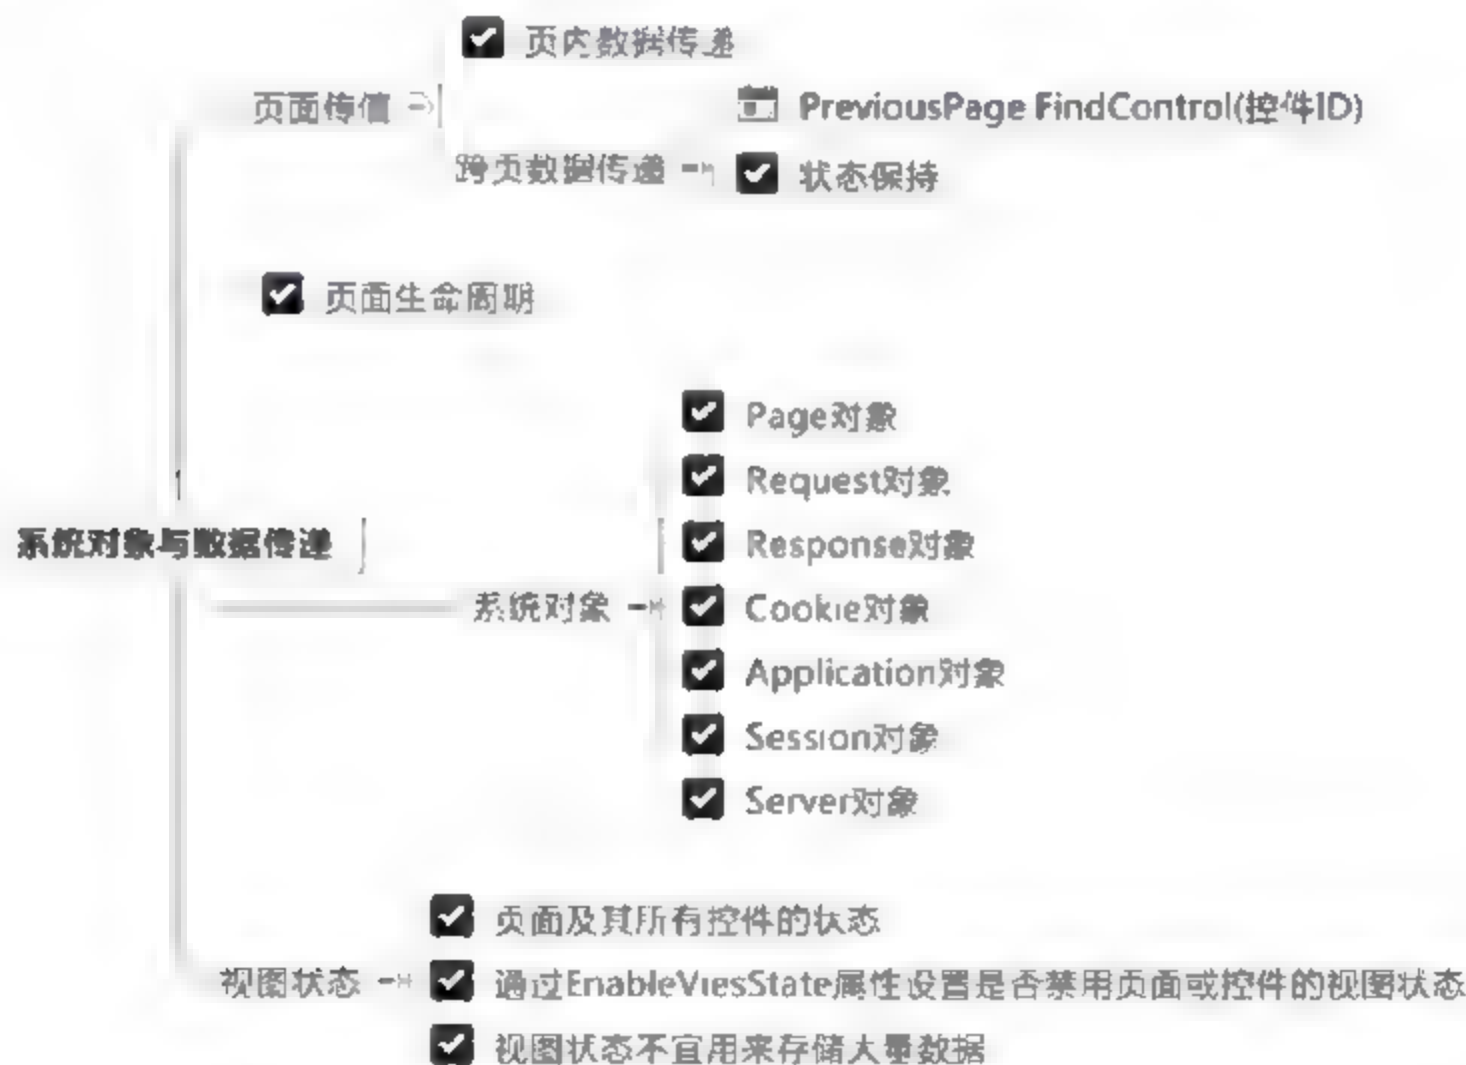 页内数据传递
页面传值
PreviousPage FindControl(控件ID)
跨页数据传递
状态保持
页面生命周期
Page对象
Request对象
Response对象
系统对象与数据传递
系统对象
Cookie对象
Application对象
Session对象
Server对象
页面及其所有控件的状态
视图状态
通过EnableViesState属性设置是否禁用页面或控件的视图状态
视图状态不宜用来存储大量数据